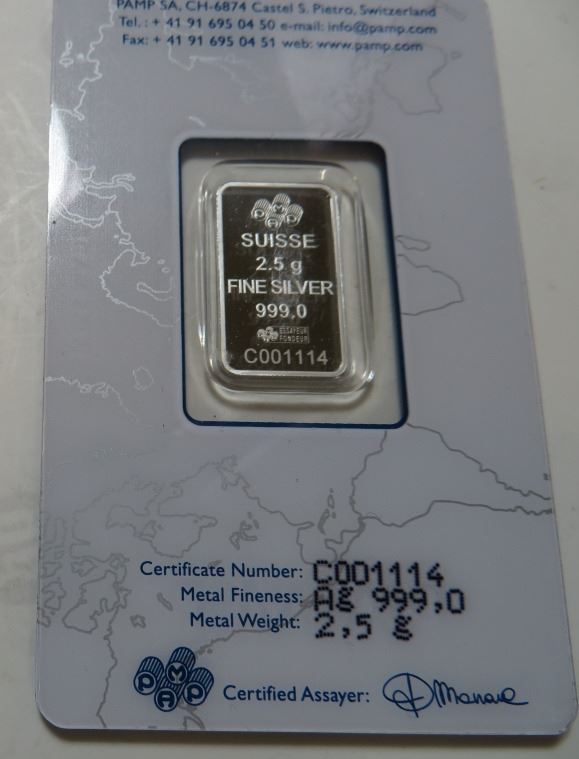 PAMP SA, CH-6874 Castel S. Pietro, Switzerland
Tel. : + 41 91 695 04 50 e-mail: info@pamp.com
Fax: + 41 91 695 04 51 web: www.pamp.com
PAMP
SUISSE
2.5 g
FINE SILVER
999.0
ESSAYEUR
FONDEUR
C001114
Certificate Number: C001114
Metal Fineness: Ag 999,0
Metal Weight: 2,5 g
PAMP
Certified Assayer: